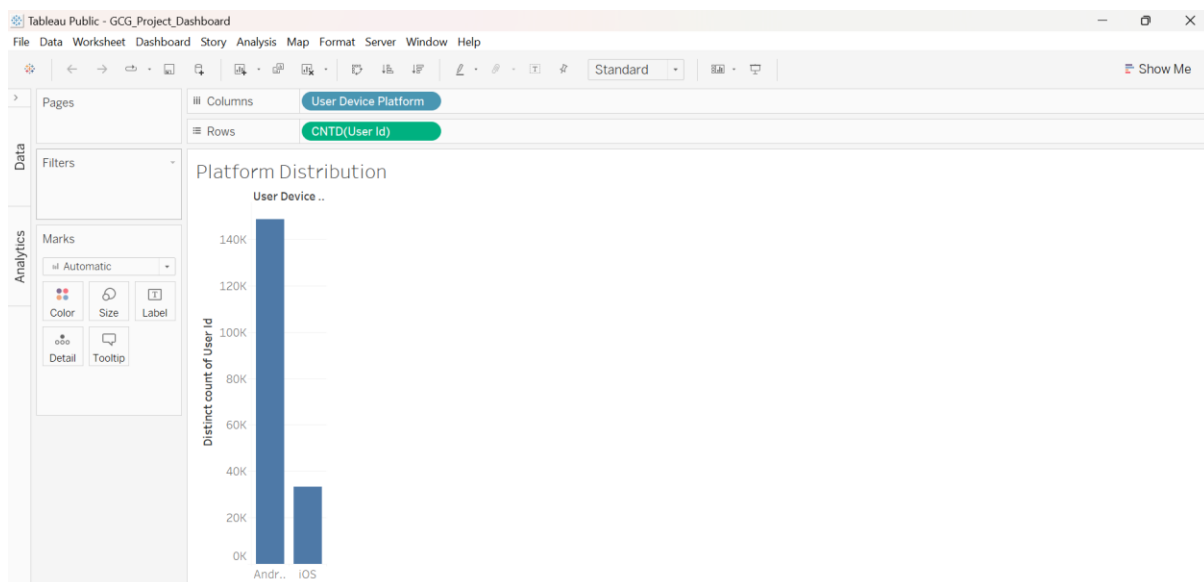 Tableau Public - GCG_Project_Dashboard
File Data Worksheet Dashboard Story Analysis Map Format Server Window Help
Standard
Show Me
Pages
Columns
User Device Platform
Rows
CNTD(User Id)
Data
Analytics
Filters
Marks
Automatic
Color Size Label
Detail Tooltip
Platform Distribution
User Device ..
Distinct count of User Id
140K
120K
100K
80K
60K
40K
20K
0K
Andr.. iOS